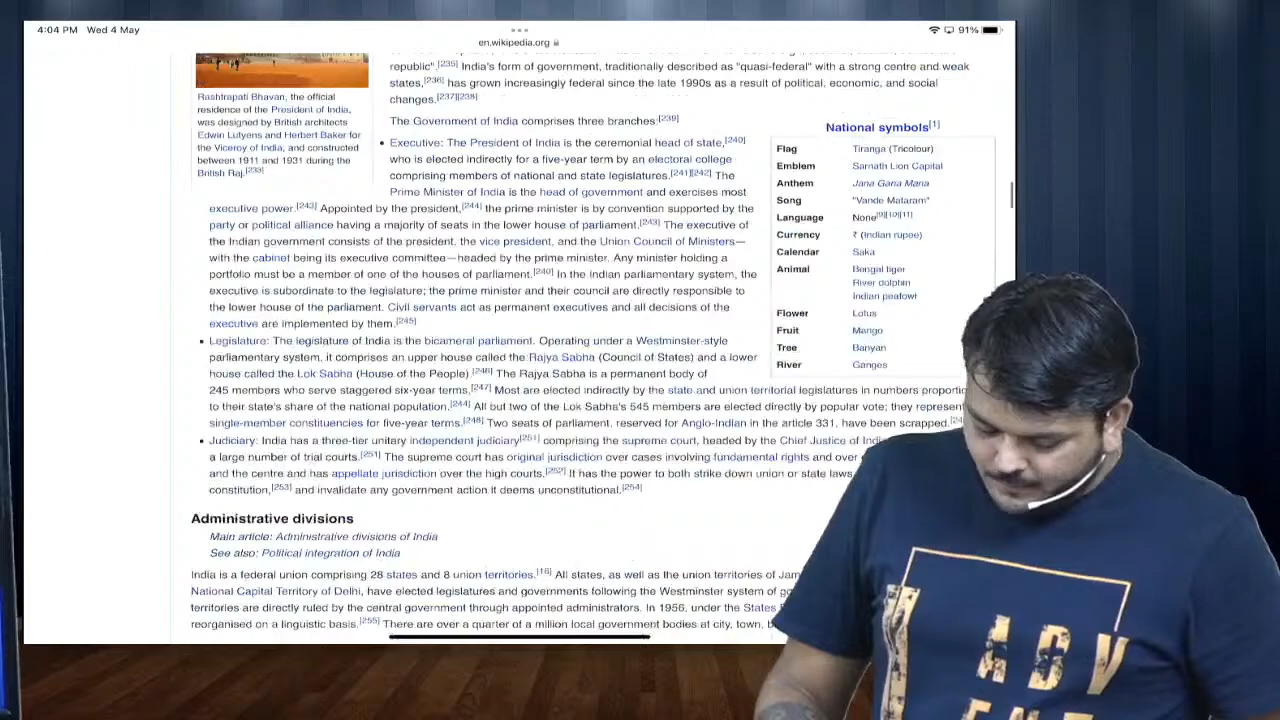 4:04 PM Wed 4 May
91%
en.wikipedia.org
Rashtrapati Bhavan, the official
residence of the President of India,
was designed by British architects
Edwin Lutyens and Herbert Baker for
the Viceroy of India, and constructed
between 1911 and 1931 during the
British Raj.[233]
republic".[235] India's form of government, traditionally described as "quasi-federal" with a strong centre and weak
states,[236] has grown increasingly federal since the late 1990s as a result of political, economic, and social
changes.[237][238]
The Government of India comprises three branches:[239]
• Executive: The President of India is the ceremonial head of state,[240]
who is elected indirectly for a five-year term by an electoral college
comprising members of national and state legislatures.[241][242] The
Prime Minister of India is the head of government and exercises most
executive power.[243] Appointed by the president,[244] the prime minister is by convention supported by the
party or political alliance having a majority of seats in the lower house of parliament.[243] The executive of
the Indian government consists of the president, the vice president, and the Union Council of Ministers—
with the cabinet being its executive committee—headed by the prime minister. Any minister holding a
portfolio must be a member of one of the houses of parliament.[240] In the Indian parliamentary system, the
executive is subordinate to the legislature; the prime minister and their council are directly responsible to
the lower house of the parliament. Civil servants act as permanent executives and all decisions of the
executive are implemented by them.[245]
• Legislature: The legislature of India is the bicameral parliament. Operating under a Westminster-style
parliamentary system, it comprises an upper house called the Rajya Sabha (Council of States) and a lower
house called the Lok Sabha (House of the People).[246] The Rajya Sabha is a permanent body of
245 members who serve staggered six-year terms.[247] Most are elected indirectly by the state and union territorial legislatures in numbers proportio
to their state's share of the national population.[244] All but two of the Lok Sabha's 545 members are elected directly by popular vote; they represent
single-member constituencies for five-year terms.[248] Two seats of parliament, reserved for Anglo-Indian in the article 331, have been scrapped.
• Judiciary: India has a three-tier unitary independent judiciary[251] comprising the supreme court, headed by the Chief Justice of
a large number of trial courts.[251] The supreme court has original jurisdiction over cases involving fundamental rights and over
and the centre and has appellate jurisdiction over the high courts.[252] It has the power to both strike down union or state laws
constitution,[253] and invalidate any government action it deems unconstitutional.[254]
National symbols[1]
Flag Tiranga (Tricolour)
Emblem Sarnath Lion Capital
Anthem Jana Gana Mana
Song "Vande Mataram"
Language None[9][10][11]
Currency ₹ (Indian rupee)
Calendar Saka
Animal Bengal tiger
River dolphin
Indian peafowl
Flower Lotus
Fruit Mango
Tree Banyan
River Ganges
Administrative divisions
Main article: Administrative divisions of India
See also: Political integration of India
India is a federal union comprising 28 states and 8 union territories.[16] All states, as well as the union territories of
National Capital Territory of Delhi, have elected legislatures and governments following the Westminster system of
territories are directly ruled by the central government through appointed administrators. In 1956, under the States
reorganised on a linguistic basis.[255] There are over a quarter of a million local government bodies at city, town,